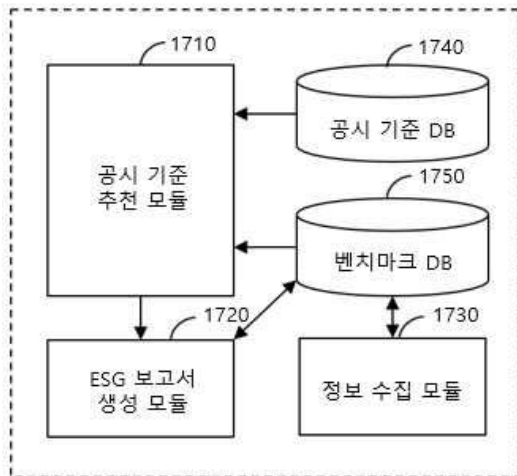 1710
공시 기준
추천 모듈
1740
공시 기준 DB
1750
벤치마크 DB
1720
ESG 보고서
생성 모듈
1730
정보 수집 모듈